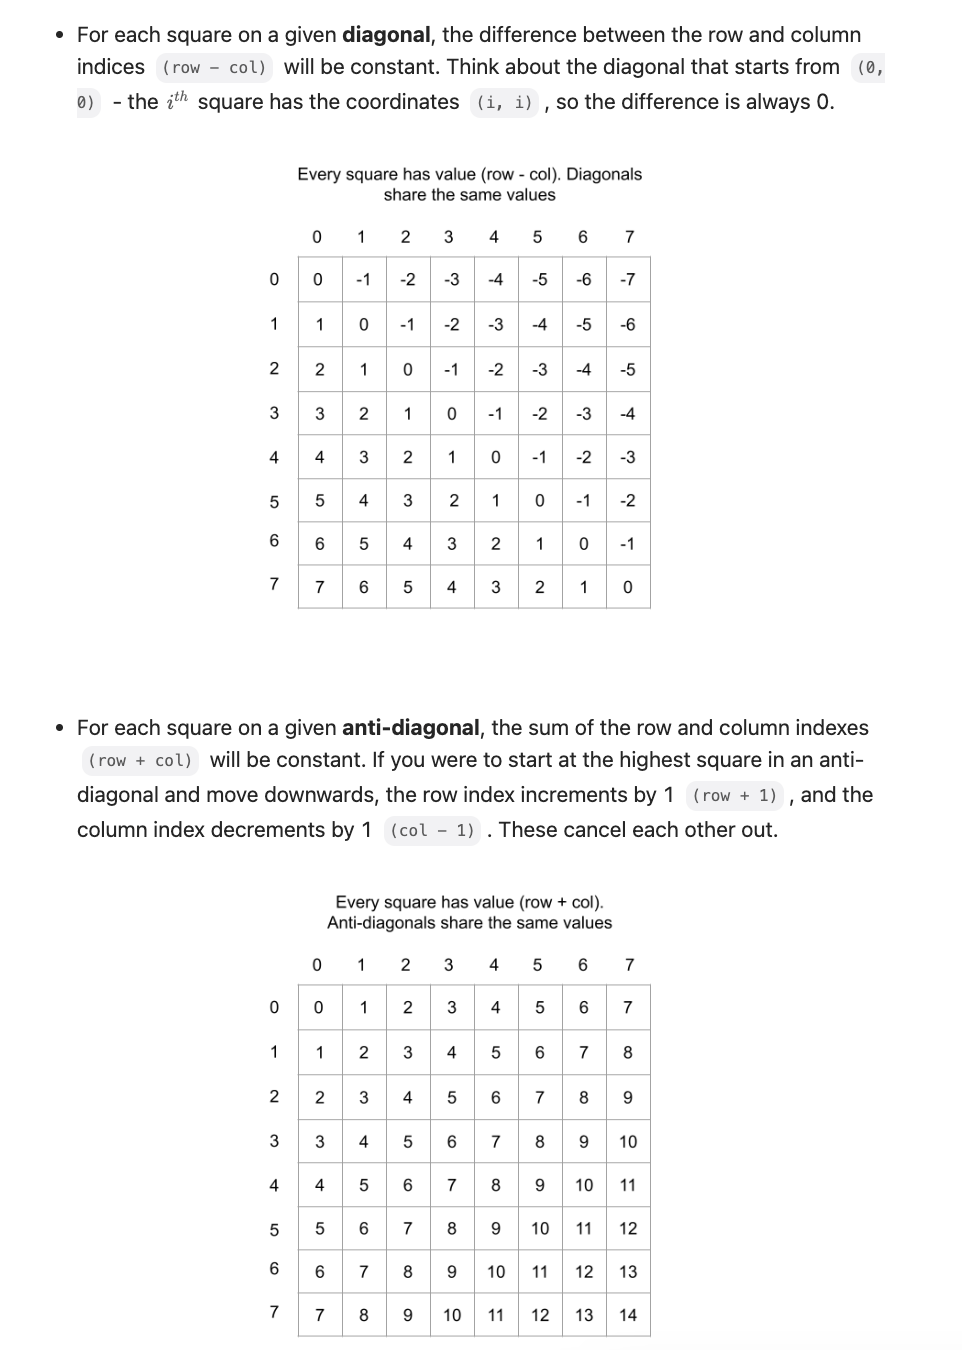 • For each square on a given diagonal, the difference between the row and column
indices (row - col) will be constant. Think about the diagonal that starts from (0,
0) - the iᵗʰ square has the coordinates (i, i) , so the difference is always 0.
Every square has value (row - col). Diagonals
share the same values
0 1 2 3 4 5 6 7
0 0 -1 -2 -3 -4 -5 -6 -7
1 1 0 -1 -2 -3 -4 -5 -6
2 2 1 0 -1 -2 -3 -4 -5
3 3 2 1 0 -1 -2 -3 -4
4 4 3 2 1 0 -1 -2 -3
5 5 4 3 2 1 0 -1 -2
6 6 5 4 3 2 1 0 -1
7 7 6 5 4 3 2 1 0
• For each square on a given anti-diagonal, the sum of the row and column indexes
(row + col) will be constant. If you were to start at the highest square in an anti-
diagonal and move downwards, the row index increments by 1 (row + 1) , and the
column index decrements by 1 (col - 1) . These cancel each other out.
Every square has value (row + col).
Anti-diagonals share the same values
0 1 2 3 4 5 6 7
0 0 1 2 3 4 5 6 7
1 1 2 3 4 5 6 7 8
2 2 3 4 5 6 7 8 9
3 3 4 5 6 7 8 9 10
4 4 5 6 7 8 9 10 11
5 5 6 7 8 9 10 11 12
6 6 7 8 9 10 11 12 13
7 7 8 9 10 11 12 13 14